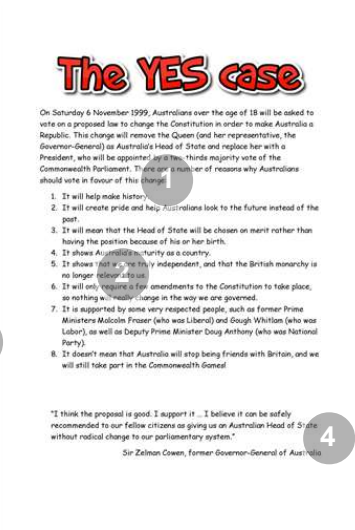 The YES case
On Saturday 6 November 1999, Australians over the age of 18 will be asked to
vote on a proposed law to change the Constitution in order to make Australia a
Republic. This change will remove the Queen (and her representative, the
Governor-General) as Australia's Head of State and replace her with a
President, who will be appointed by a two-thirds majority vote of the
Commonwealth Parliament. There are a number of reasons why Australians
should vote in favour of this change:
1. It will help make history.
2. It will create pride and help Australians look to the future instead of the
past.
3. It will mean that the Head of State will be chosen on merit rather than
having the position because of his or her birth.
4. It shows Australia's maturity as a country.
5. It shows that we are truly independent, and that the British monarchy is
no longer relevant to us.
6. It will only require a few amendments to the Constitution to take place,
so nothing will really change in the way we are governed.
7. It is supported by some very respected people, such as former Prime
Ministers Malcolm Fraser (who was Liberal) and Gough Whitlam (who was
Labor), as well as Deputy Prime Minister Doug Anthony (who was National
Party).
8. It doesn't mean that Australia will stop being friends with Britain, and we
will still take part in the Commonwealth Games!
"I think the proposal is good. I support it ... I believe it can be safely
recommended to our fellow citizens as giving us an Australian Head of State
without radical change to our parliamentary system."
Sir Zelman Cowen, former Governor-General of Australia
1
2
4